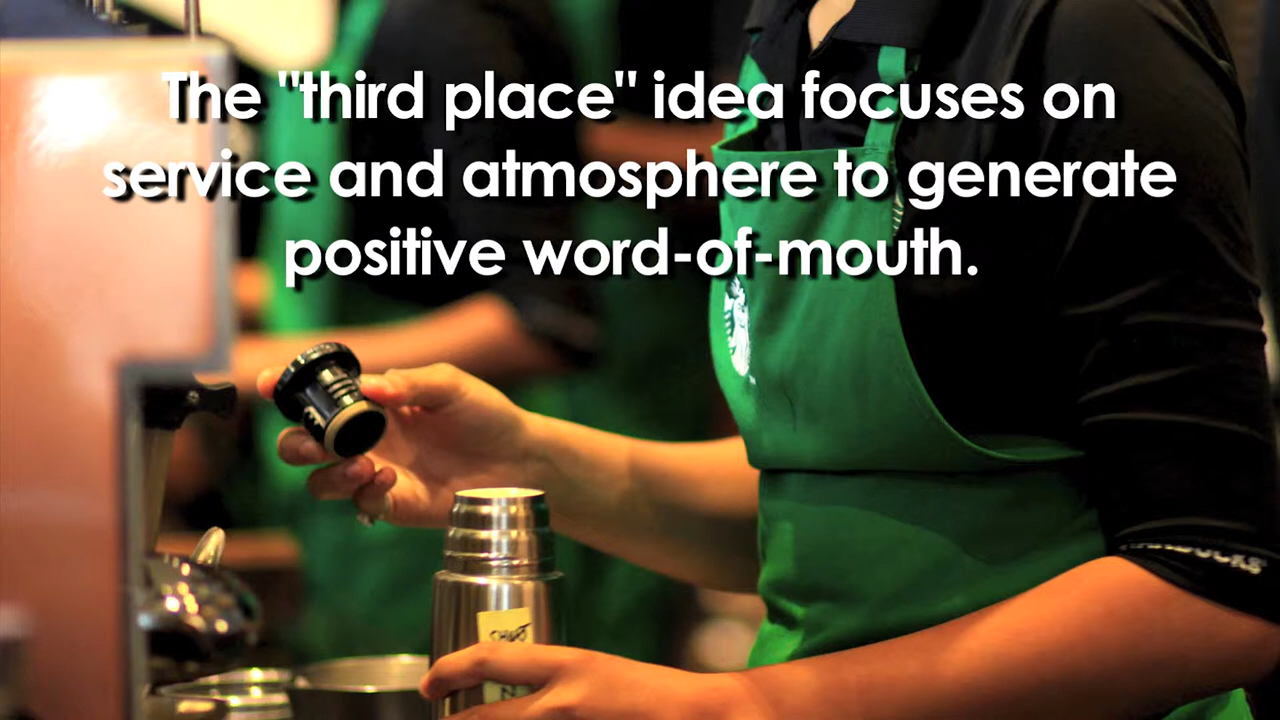 The "third place" idea focuses on
service and atmosphere to generate
positive word-of-mouth.